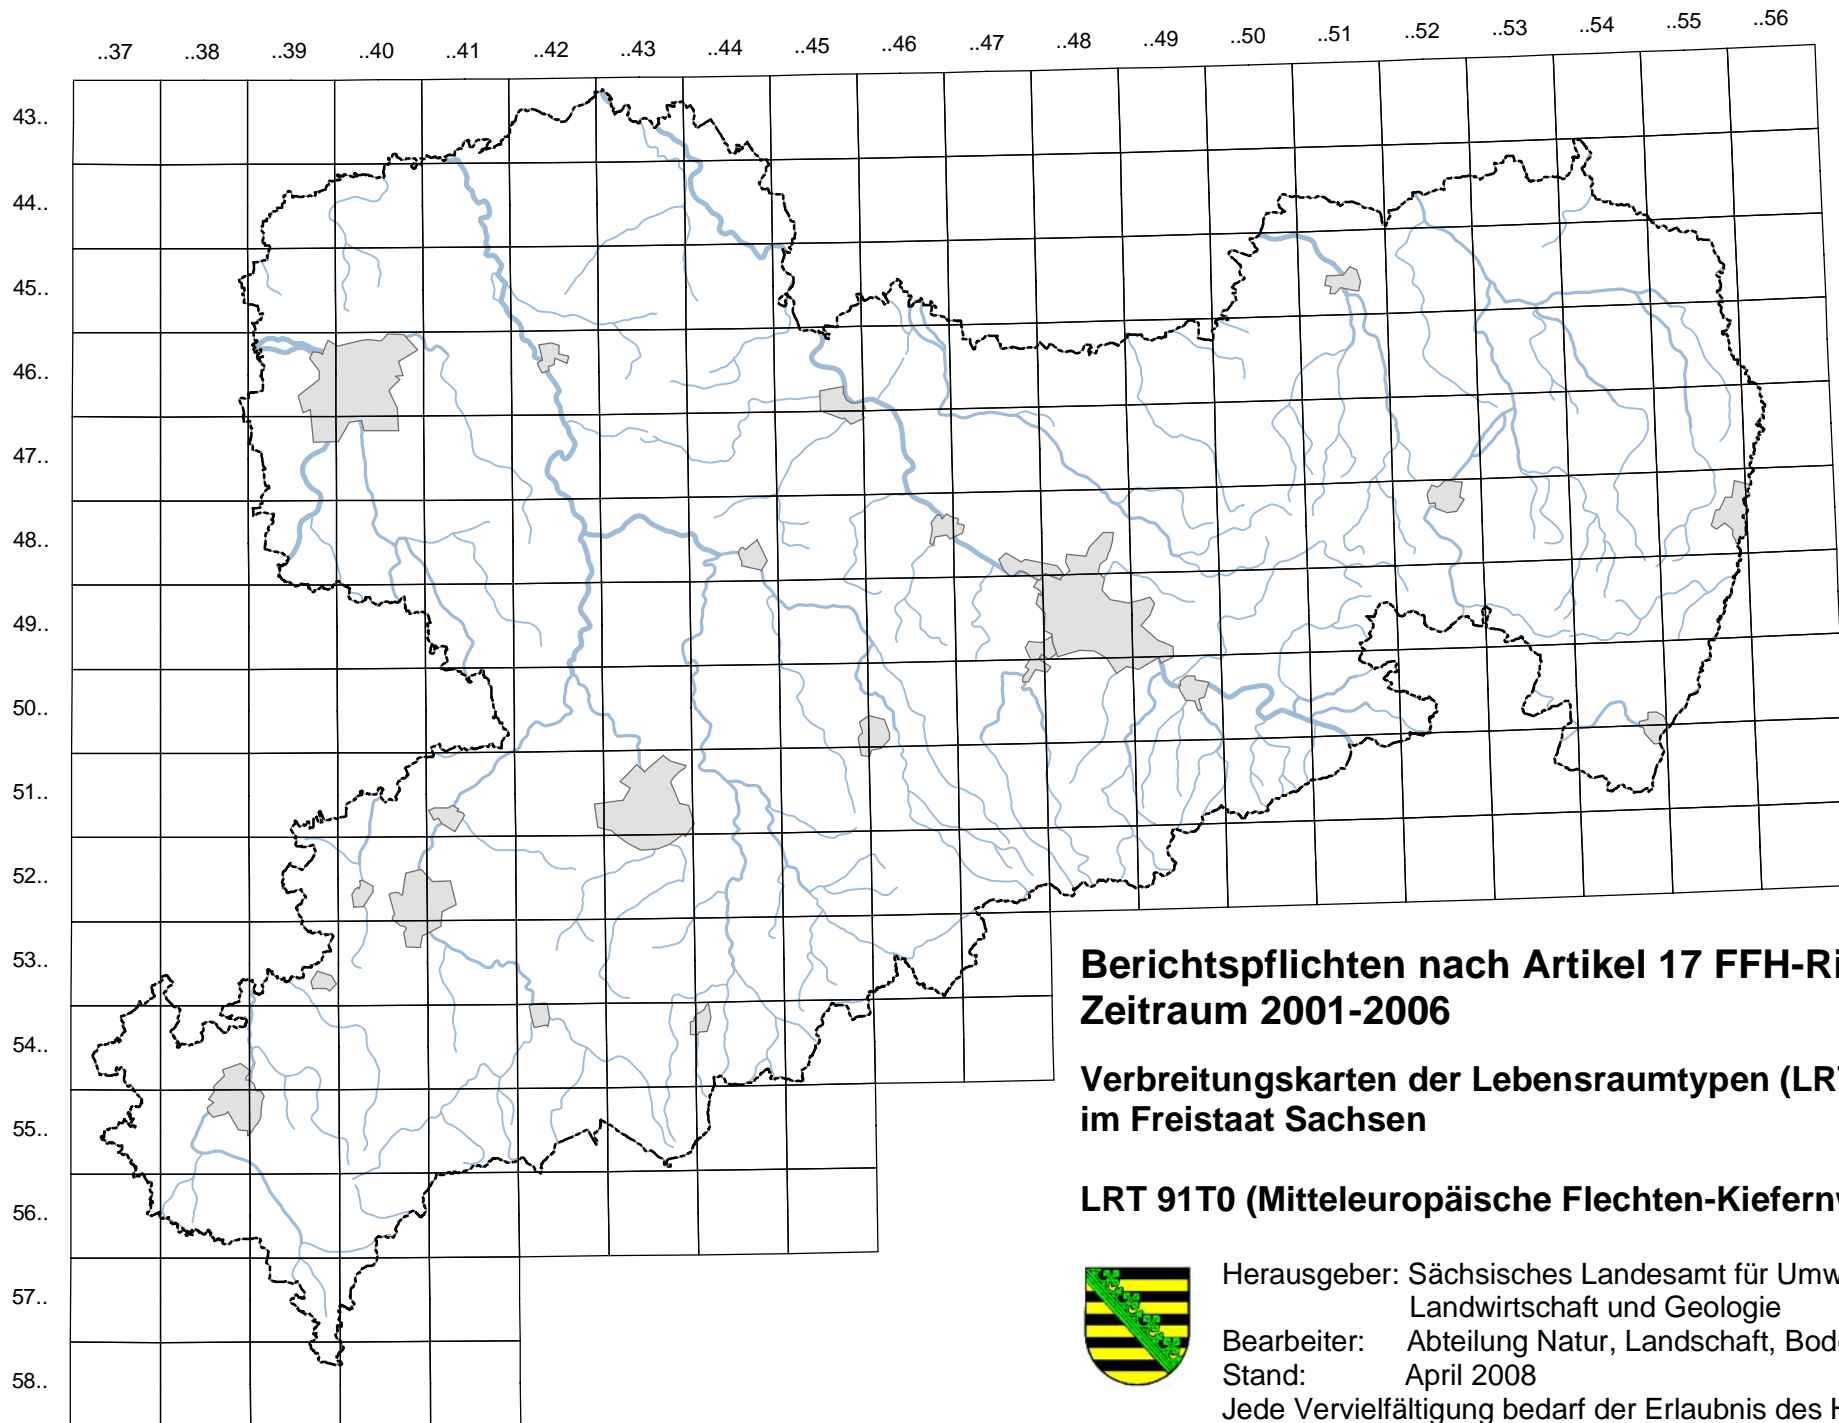 ..37 ..38 ..39 ..40 ..41 ..42 ..43 ..44 ..45 ..46 ..47 ..48 ..49 ..50 ..51 ..52 ..53 ..54 ..55 ..56
43..
44..
45..
46..
47..
48..
49..
50..
51..
52..
53..
54..
55..
56..
57..
58..
Berichtspflichten nach Artikel 17 FFH-Ri
Zeitraum 2001-2006
Verbreitungskarten der Lebensraumtypen (LRT
im Freistaat Sachsen
LRT 91T0 (Mitteleuropäische Flechten-Kiefernw
Herausgeber: Sächsisches Landesamt für Umw
Landwirtschaft und Geologie
Bearbeiter: Abteilung Natur, Landschaft, Bode
Stand: April 2008
Jede Vervielfältigung bedarf der Erlaubnis des H